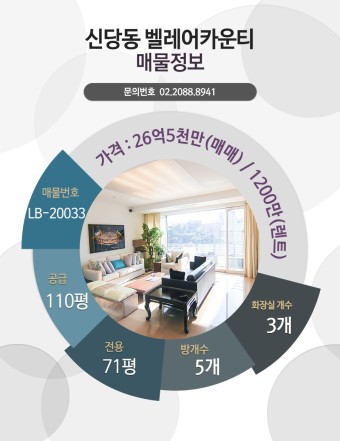 신당동 벨레어카운티
매물정보
문의번호 02.2088.8941
가격 : 26억5천만(매매) / 1200만(렌트)
매물번호
LB-20033
공급
110평
전용
71평
방개수
5개
화장실 개수
3개